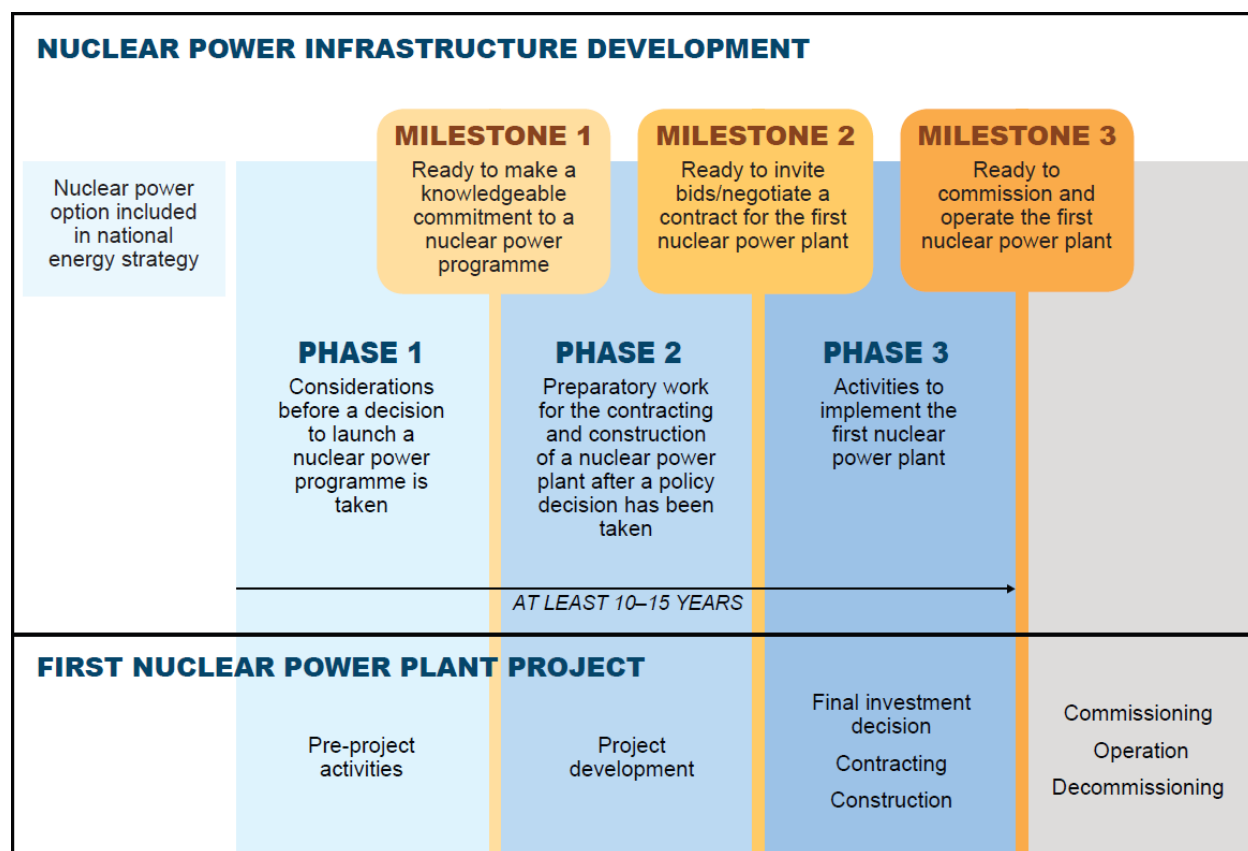 NUCLEAR POWER INFRASTRUCTURE DEVELOPMENT
Nuclear power
option included
in national
energy strategy
MILESTONE 1
Ready to make a
knowledgeable
commitment to a
nuclear power
programme
MILESTONE 2
Ready to invite
bids/negotiate a
contract for the first
nuclear power plant
MILESTONE 3
Ready to
commission and
operate the first
nuclear power plant
PHASE 1
Considerations
before a decision
to launch a
nuclear power
programme is
taken
PHASE 2
Preparatory work
for the contracting
and construction
of a nuclear power
plant after a policy
decision has been
taken
PHASE 3
Activities to
implement the
first nuclear
power plant
AT LEAST 10–15 YEARS
FIRST NUCLEAR POWER PLANT PROJECT
Pre-project
activities
Project
development
Final investment
decision
Contracting
Construction
Commissioning
Operation
Decommissioning